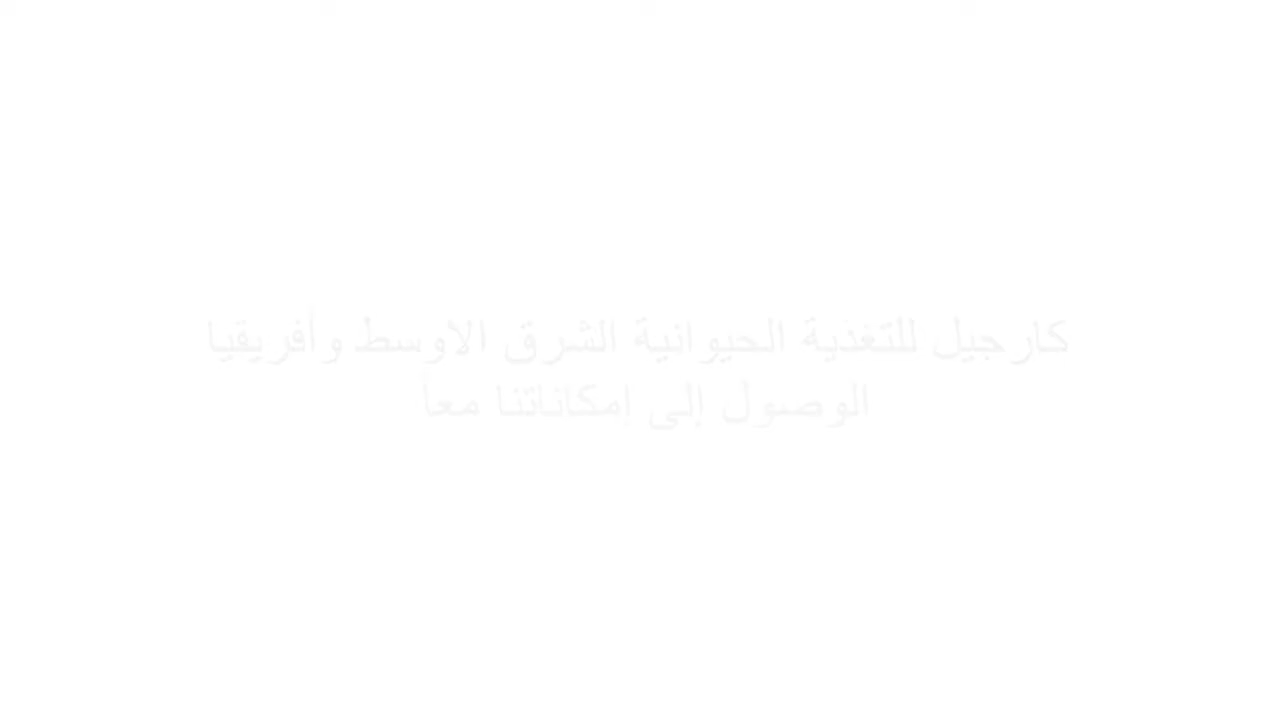 كارجيل للتغذية الحيوانية الشرق الاوسط وأفريقيا
الوصول إلى إمكاناتنا معاً